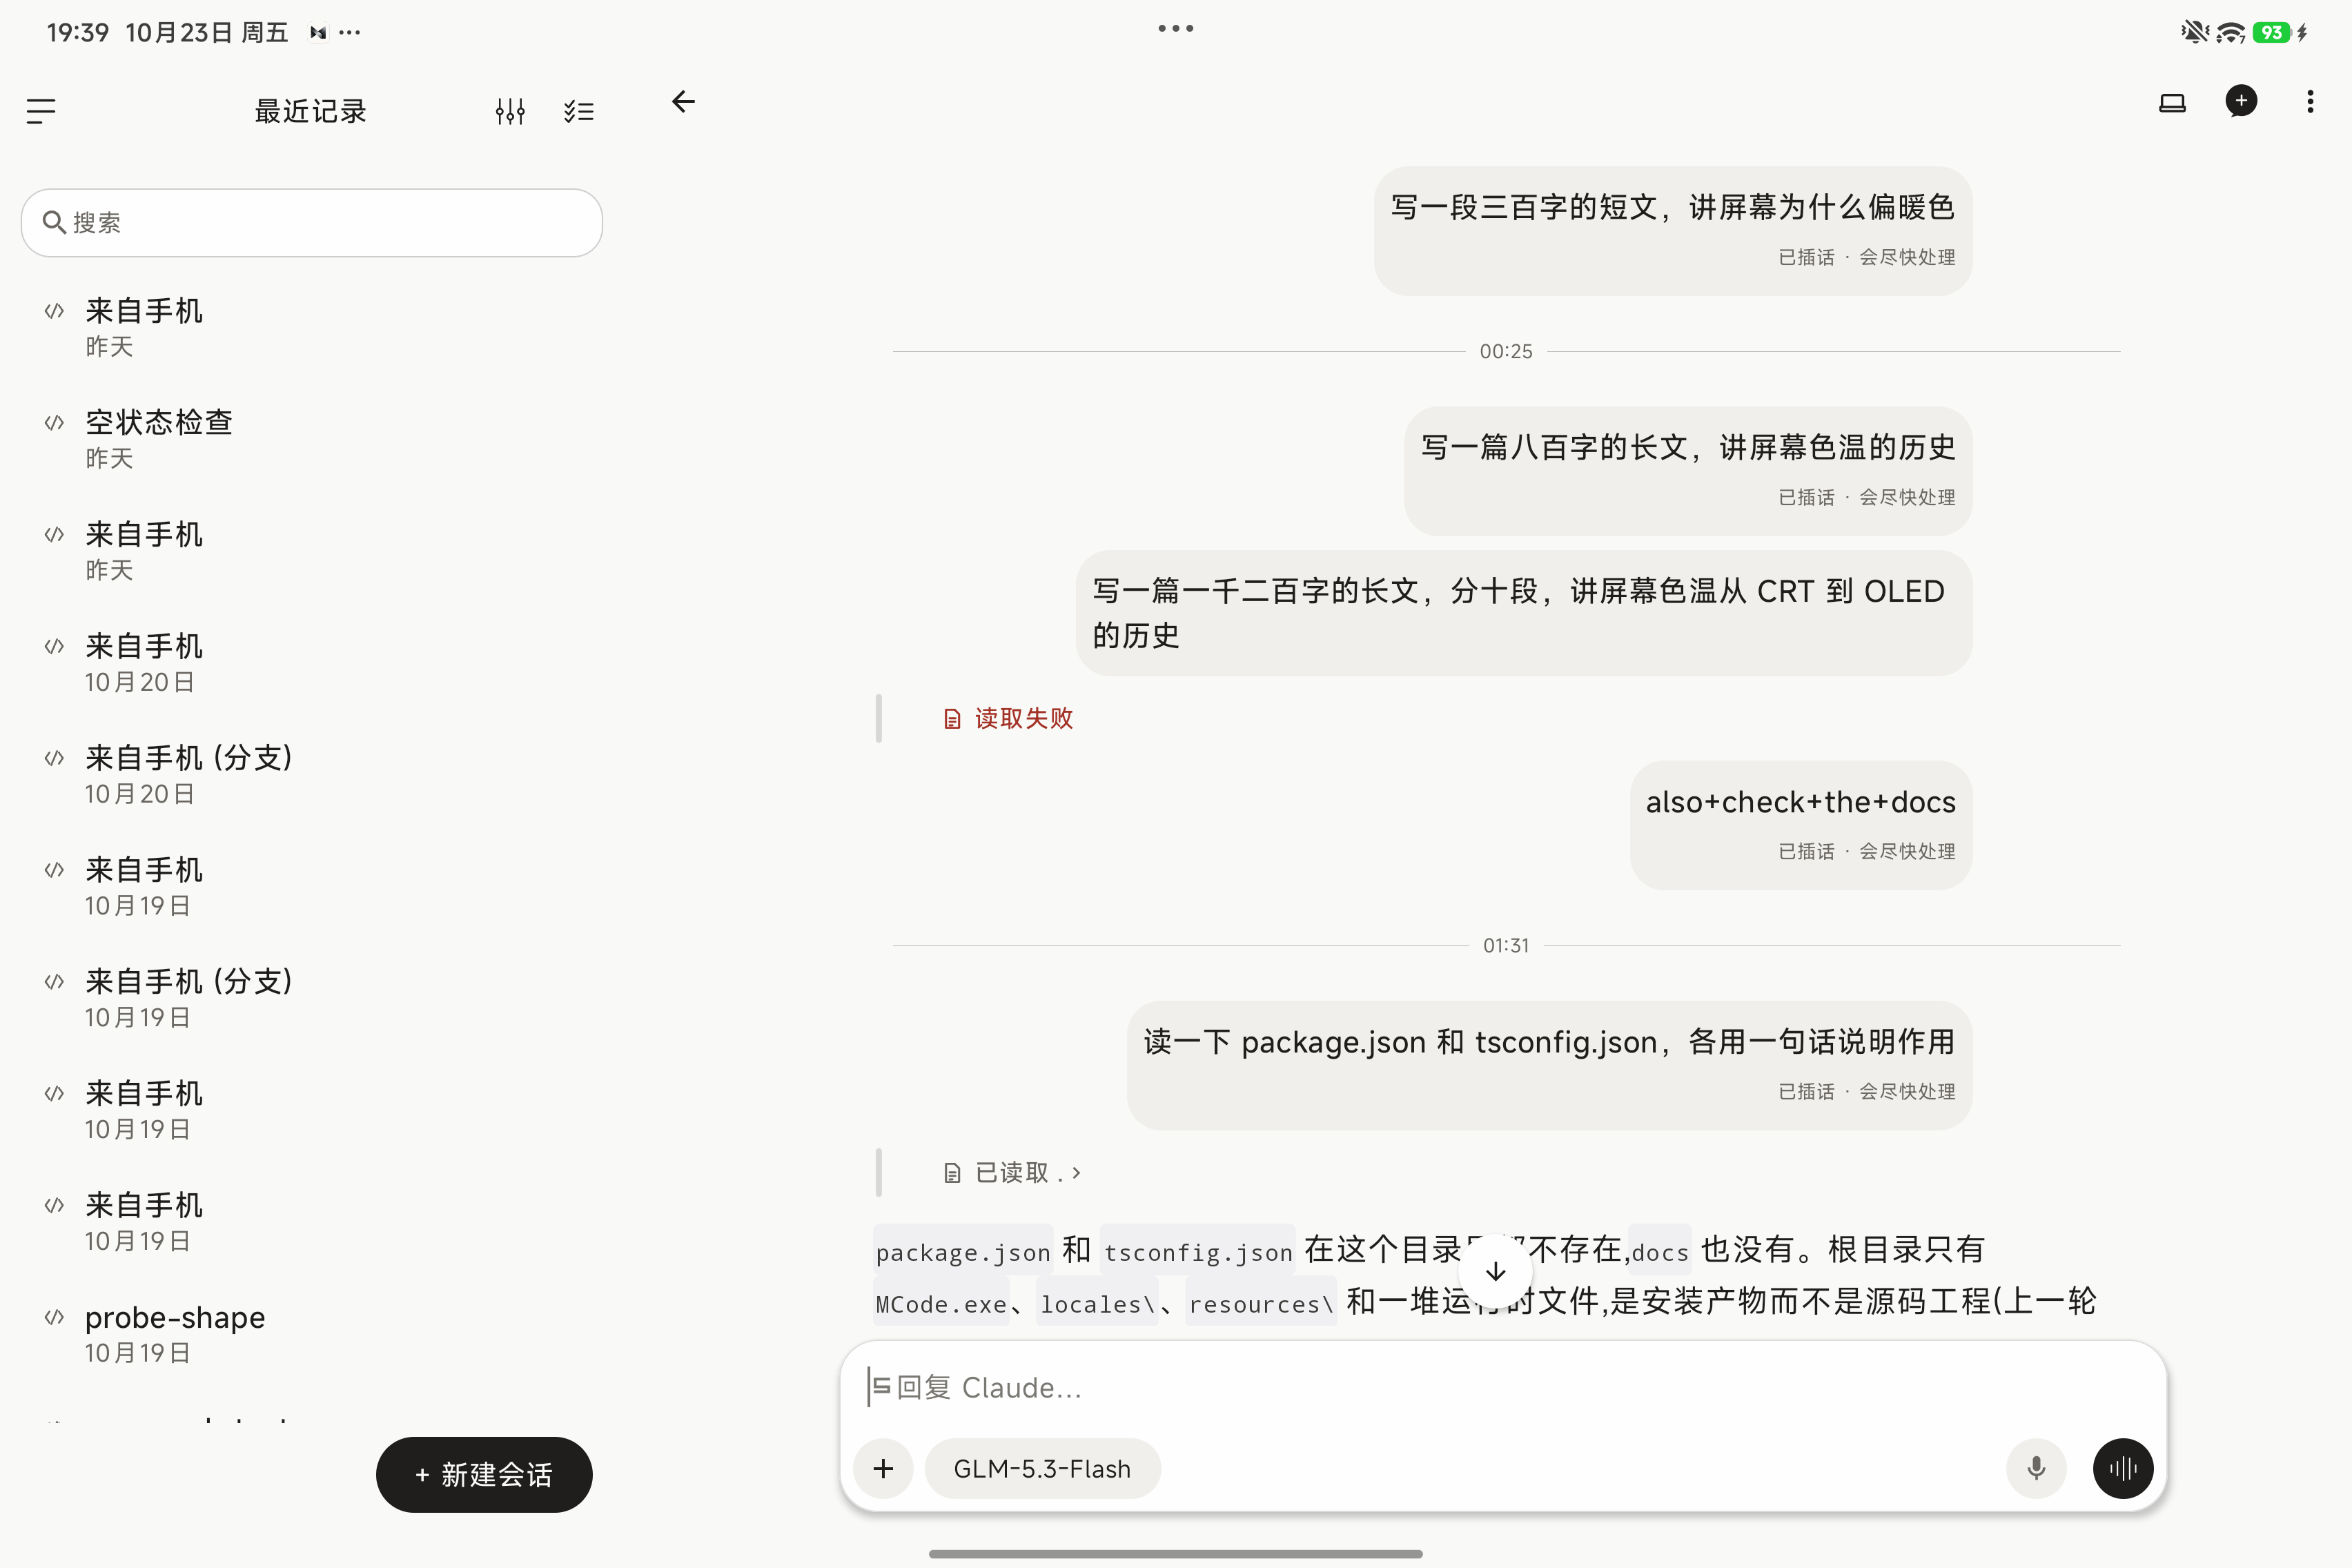 19:39 10月23日 周五
93
最近记录
搜索
来自手机
昨天
空状态检查
昨天
来自手机
昨天
来自手机
10月20日
来自手机 (分支)
10月20日
来自手机
10月19日
来自手机 (分支)
10月19日
来自手机
10月19日
来自手机
10月19日
probe-shape
10月19日
+ 新建会话
写一段三百字的短文，讲屏幕为什么偏暖色
已插话 · 会尽快处理
00:25
写一篇八百字的长文，讲屏幕色温的历史
已插话 · 会尽快处理
写一篇一千二百字的长文，分十段，讲屏幕色温从 CRT 到 OLED
的历史
读取失败
also+check+the+docs
已插话 · 会尽快处理
01:31
读一下 package.json 和 tsconfig.json，各用一句话说明作用
已插话 · 会尽快处理
已读取 .
package.json 和 tsconfig.json 在这个目录不存在,docs 也没有。根目录只有
MCode.exe、locales\、resources\ 和一堆运行时文件,是安装产物而不是源码工程(上一轮
回复 Claude...
GLM-5.3-Flash